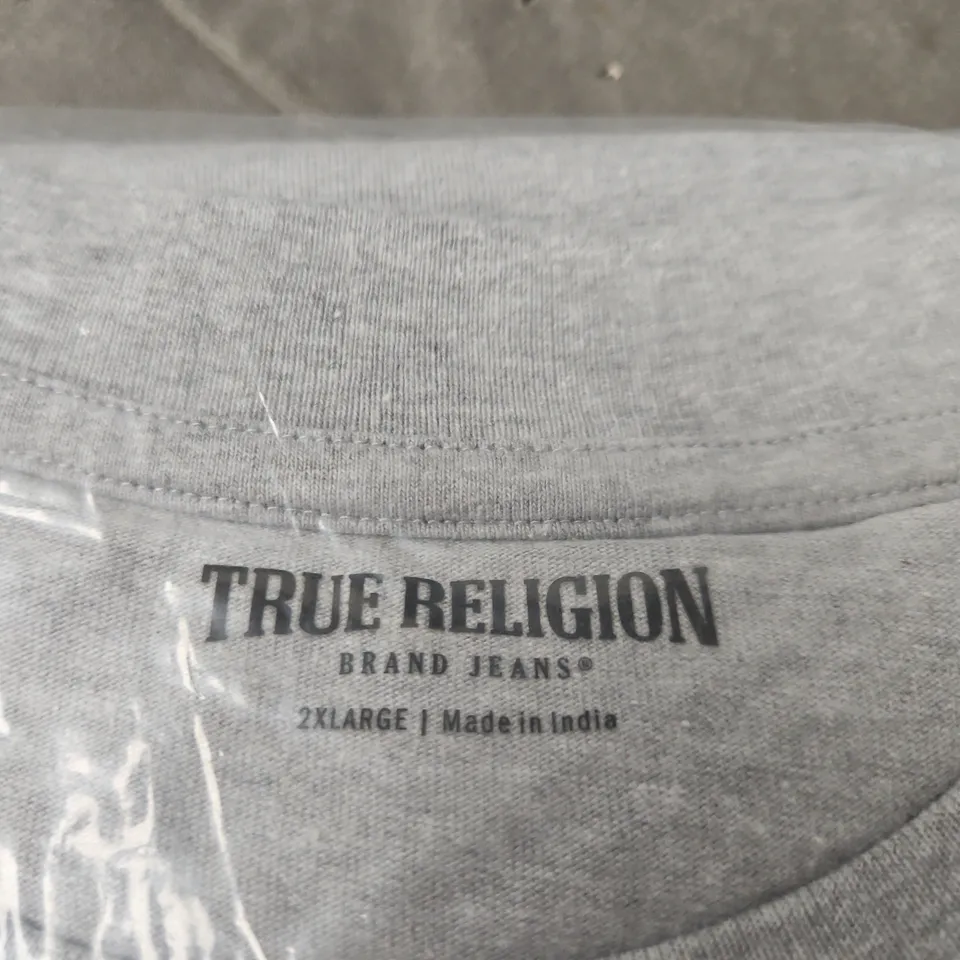 TRUE RELIGION
BRAND JEANS®
2XLARGE | Made in India